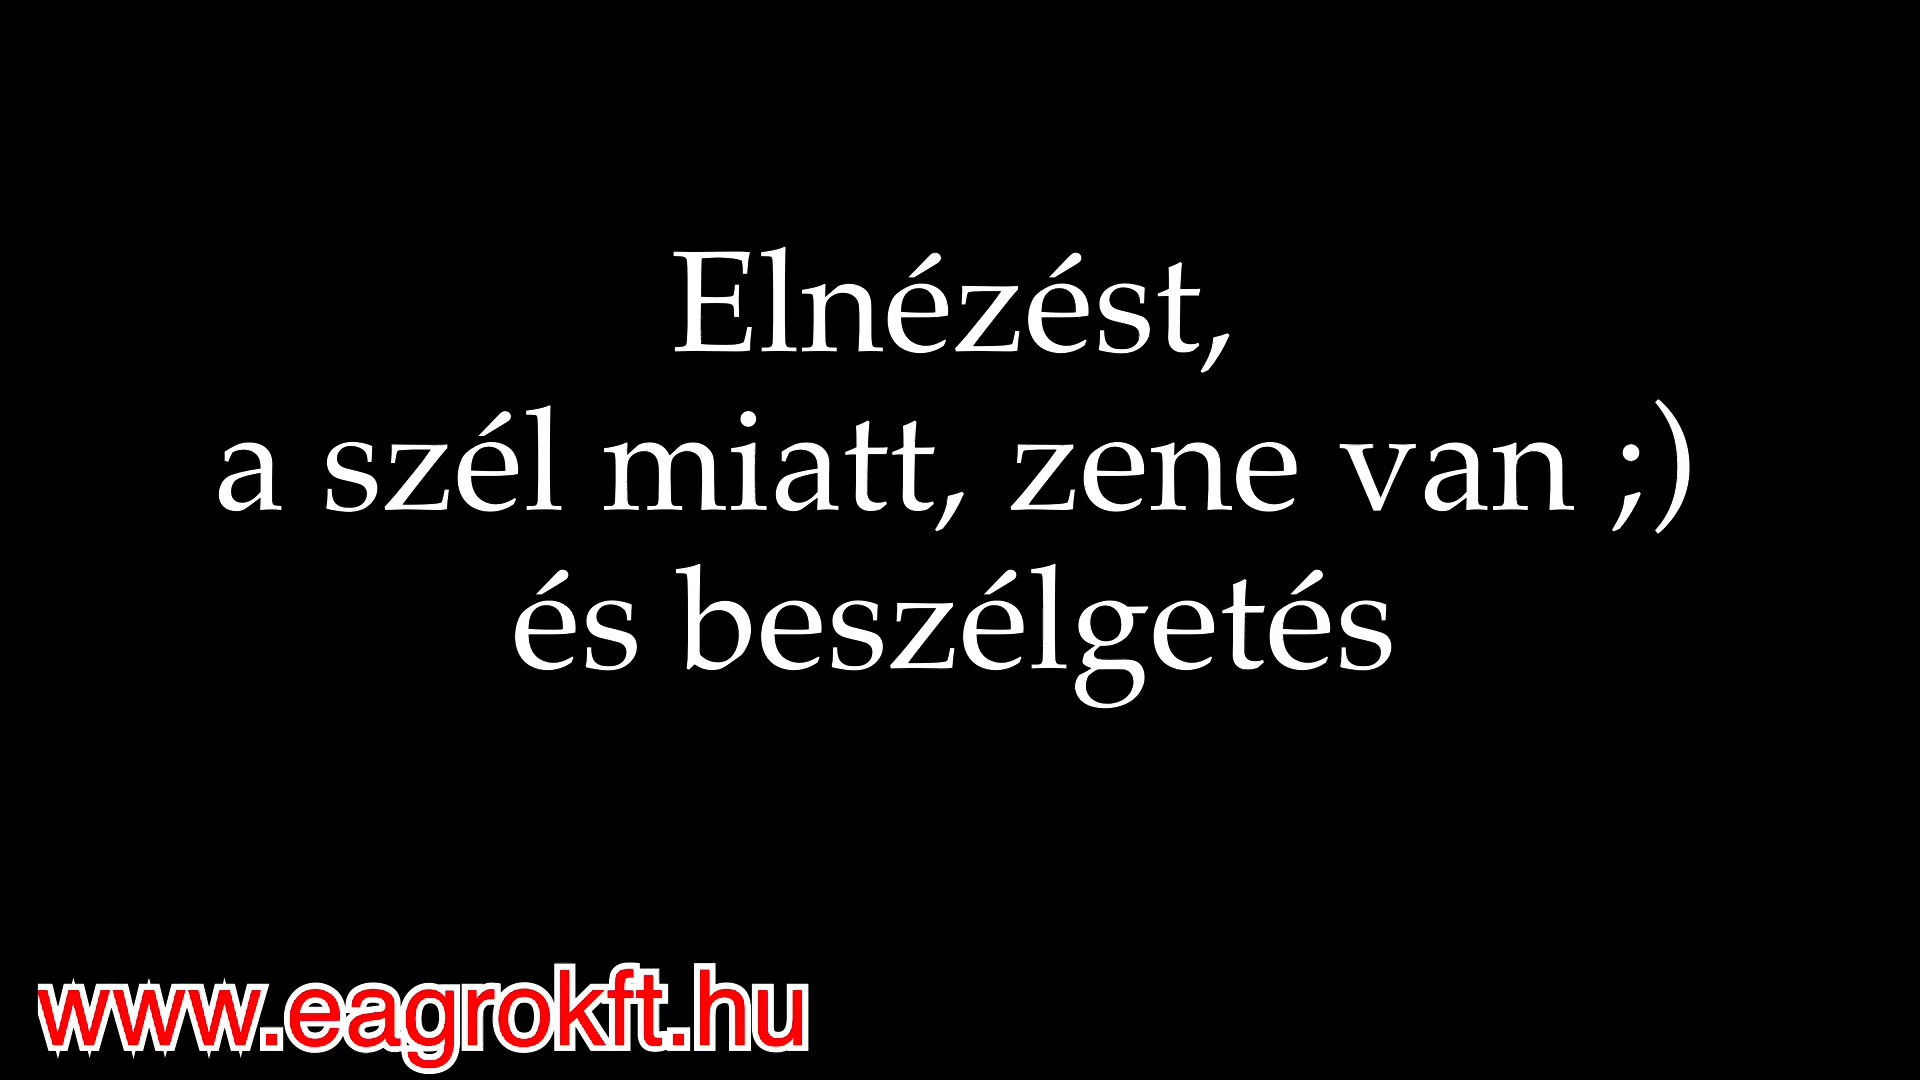 Elnézést,
a szél miatt, zene van ;)
és beszélgetés
www.eagrokft.hu